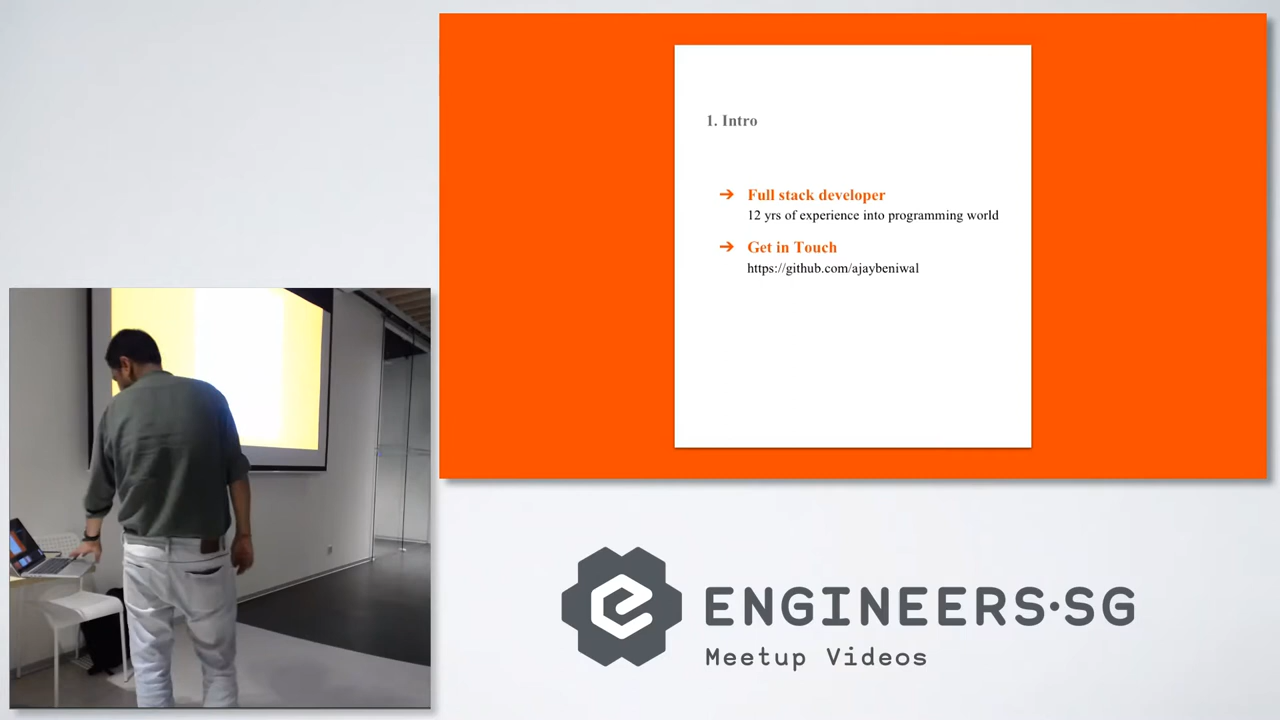 1. Intro
➔ Full stack developer
12 yrs of experience into programming world
➔ Get in Touch
https://github.com/ajaybeniwal
ENGINEERS·SG
Meetup Videos